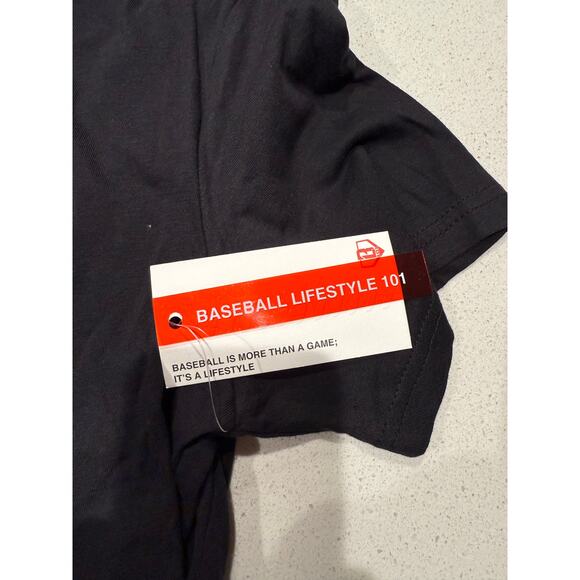 BASEBALL LIFESTYLE 101
BASEBALL IS MORE THAN A GAME;
IT'S A LIFESTYLE